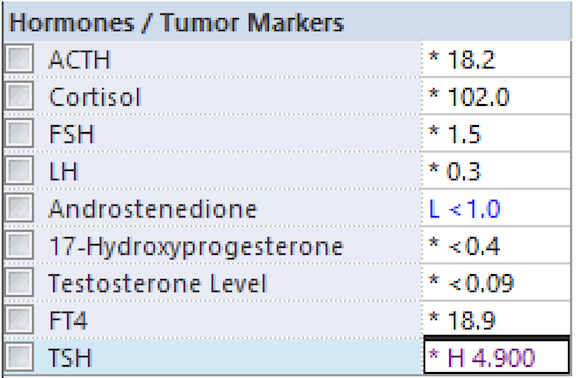 Hormones / Tumor Markers
ACTH * 18.2
Cortisol * 102.0
FSH * 1.5
LH * 0.3
Androstenedione L <1.0
17-Hydroxyprogesterone * <0.4
Testosterone Level * <0.09
FT4 * 18.9
TSH * H 4.900